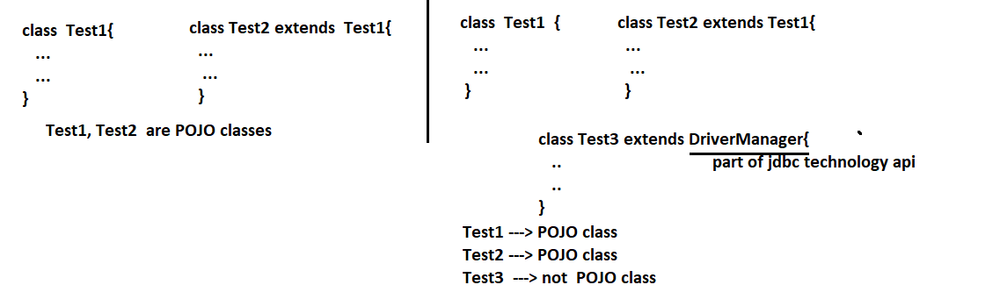 class Test1{
...
...
}
class Test2 extends Test1{
...
...
}
Test1, Test2 are POJO classes
class Test1 {
...
...
}
class Test2 extends Test1{
...
...
}
class Test3 extends DriverManager{
part of jdbc technology api
..
..
}
Test1 ---> POJO class
Test2 ---> POJO class
Test3 ---> not POJO class